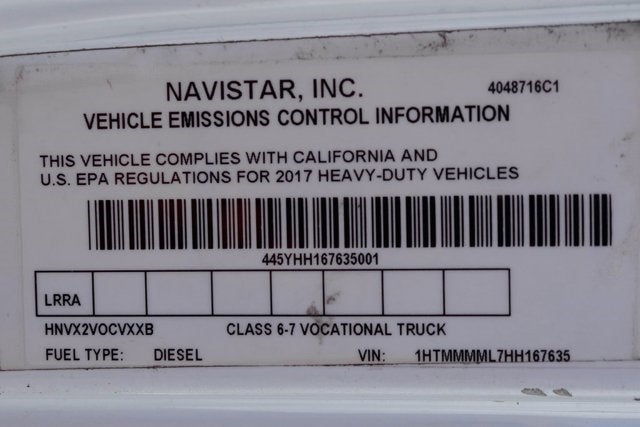 NAVISTAR, INC.
4048716C1
VEHICLE EMISSIONS CONTROL INFORMATION
THIS VEHICLE COMPLIES WITH CALIFORNIA AND
U.S. EPA REGULATIONS FOR 2017 HEAVY-DUTY VEHICLES
445YHH167635001
LRRA
HNVX2VOCVXXB CLASS 6-7 VOCATIONAL TRUCK
FUEL TYPE: DIESEL VIN: 1HTMMMML7HH167635